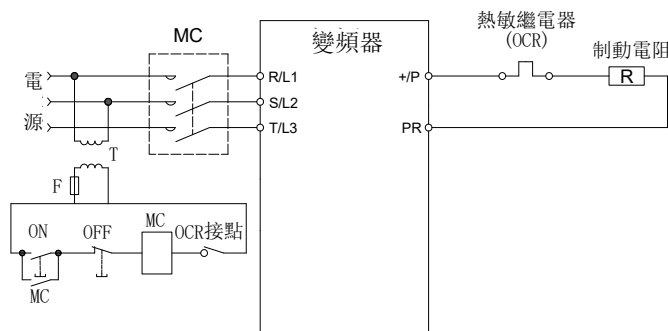 MC
變頻器
熱敏繼電器
(OCR)
制動電阻
電
源
R/L1
S/L2
T/L3
+/P
R
PR
T
F
ON
OFF
MC
OCR接點
MC